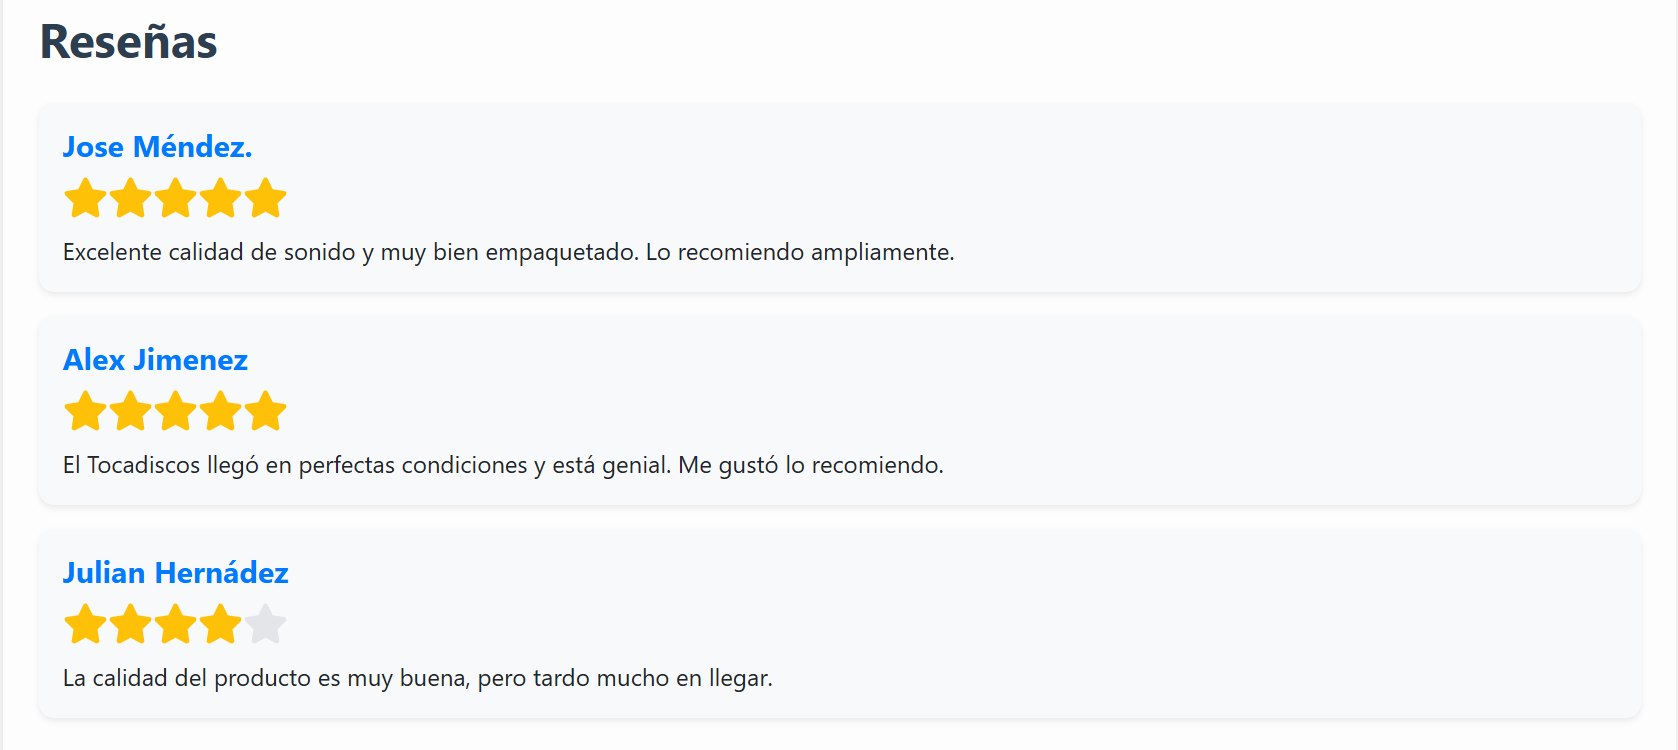 Reseñas
Jose Méndez.
Excelente calidad de sonido y muy bien empaquetado. Lo recomiendo ampliamente.
Alex Jimenez
El Tocadiscos llegó en perfectas condiciones y está genial. Me gustó lo recomiendo.
Julian Hernádez
La calidad del producto es muy buena, pero tardo mucho en llegar.